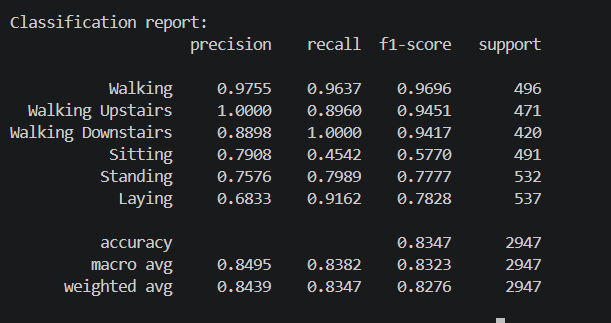 Classification report:
precision recall f1-score support
Walking 0.9755 0.9637 0.9696 496
Walking Upstairs 1.0000 0.8960 0.9451 471
Walking Downstairs 0.8898 1.0000 0.9417 420
Sitting 0.7908 0.4542 0.5770 491
Standing 0.7576 0.7989 0.7777 532
Laying 0.6833 0.9162 0.7828 537
accuracy 0.8347 2947
macro avg 0.8495 0.8382 0.8323 2947
weighted avg 0.8439 0.8347 0.8276 2947